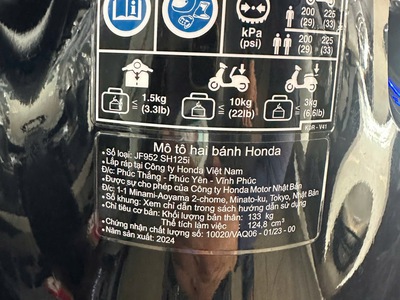 kPa
(psi)
200 225
(29) (33)
200 225
(29) (33)
≤ 1.5kg
(3.3lb)
≤ 10kg
(22lb)
≤ 3kg
(6.6lb)
K0R-V41
Mô tô hai bánh Honda
Số loại: JF952 SH125i
Lắp ráp tại Công ty Honda Việt Nam
Đ/c: Phúc Thắng - Phúc Yên - Vĩnh Phúc
Được sự cho phép của Công ty Honda Motor Nhật Bản
Đ/c: 1-1 Minami-Aoyama 2-chome, Minato-ku, Tokyo, Nhật Bản
Số khung: Xem chỉ dẫn trong sách hướng dẫn sử dụng
Chỉ tiêu cơ bản: Khối lượng bản thân: 133 kg
Thể tích làm việc: 124,8 cm³
Chứng nhận chất lượng số: 10020/VAQ06 - 01/23 - 00
Năm sản xuất: 2024